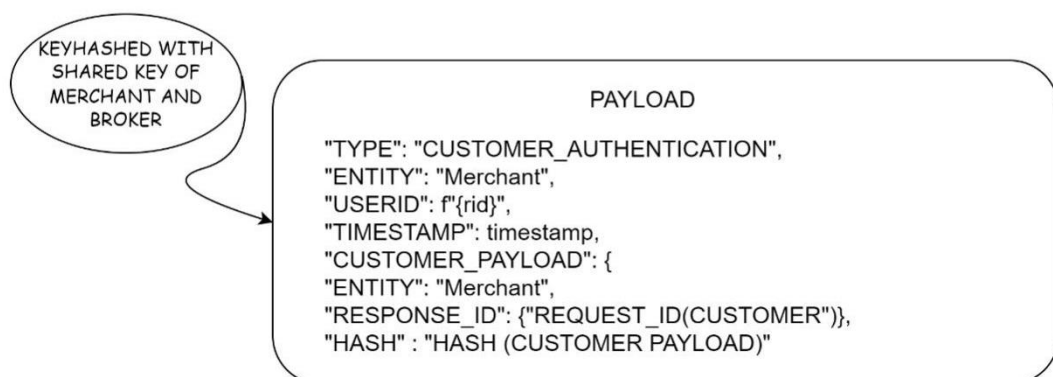 KEYHASHED WITH
SHARED KEY OF
MERCHANT AND
BROKER
PAYLOAD
"TYPE": "CUSTOMER_AUTHENTICATION",
"ENTITY": "Merchant",
"USERID": f"{rid}",
"TIMESTAMP": timestamp,
"CUSTOMER_PAYLOAD": {
"ENTITY": "Merchant",
"RESPONSE_ID": {"REQUEST_ID(CUSTOMER")},
"HASH" : "HASH (CUSTOMER PAYLOAD)"